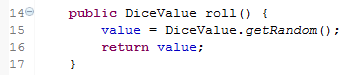 14 public DiceValue roll() {
15 value = DiceValue.getRandom();
16 return value;
17 }